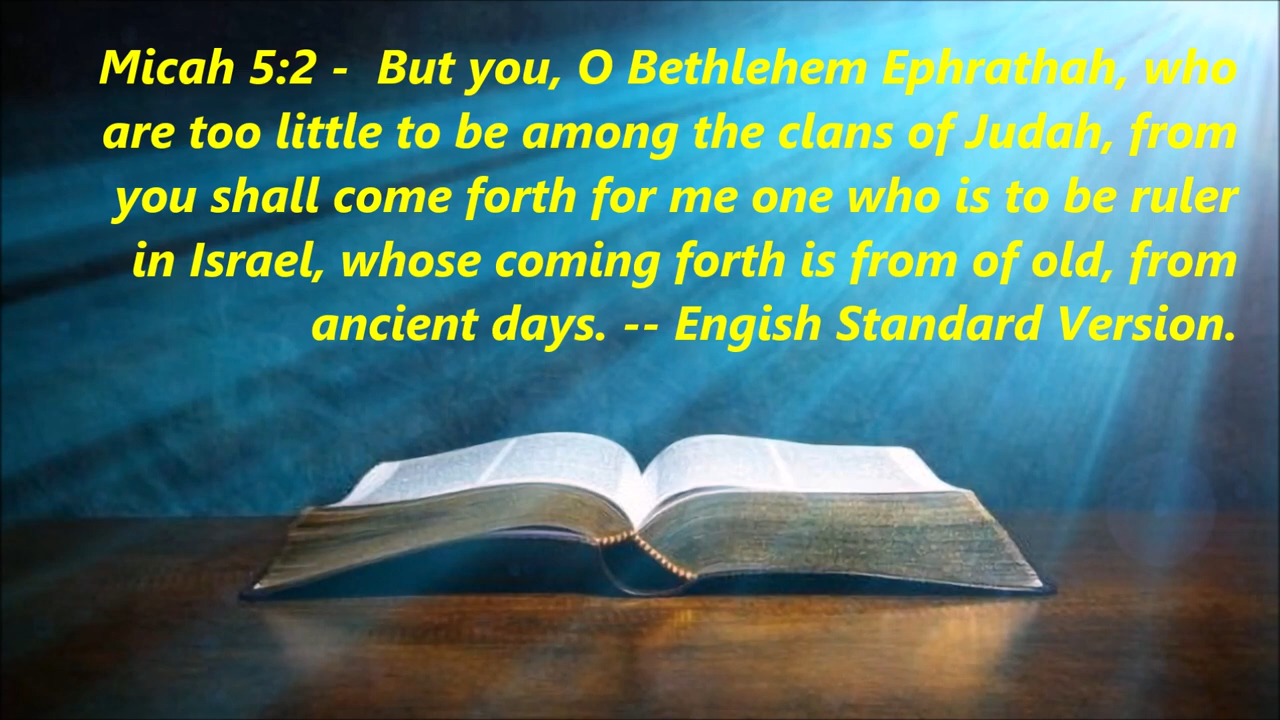 Micah 5:2 -  But you, O Bethlehem Ephrathah, who
are too little to be among the clans of Judah, from
you shall come forth for me one who is to be ruler
in Israel, whose coming forth is from of old, from
ancient days. -- Engish Standard Version.